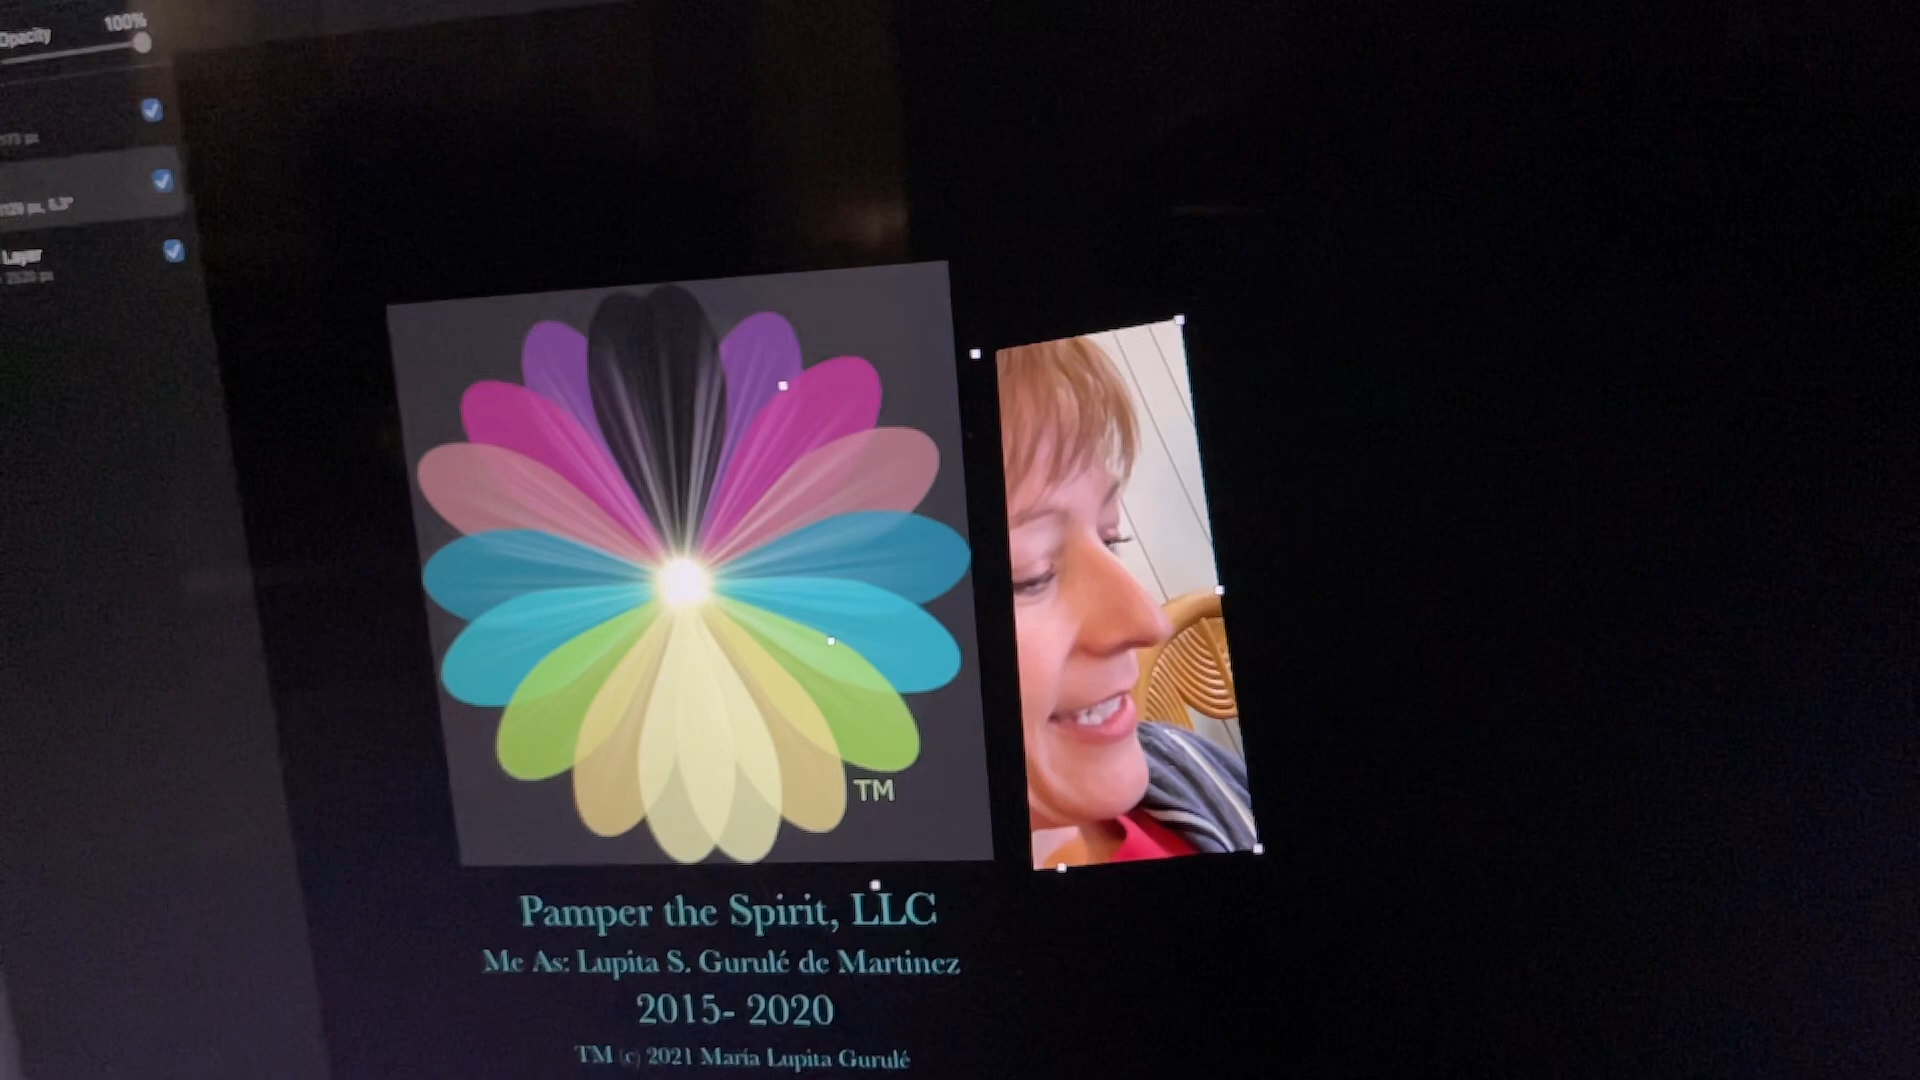 Opacity 100%
Layer
TM
Pamper the Spirit, LLC
Me As: Lupita S. Gurulé de Martinez
2015- 2020
TM (c) 2021 María Lupita Gurulé